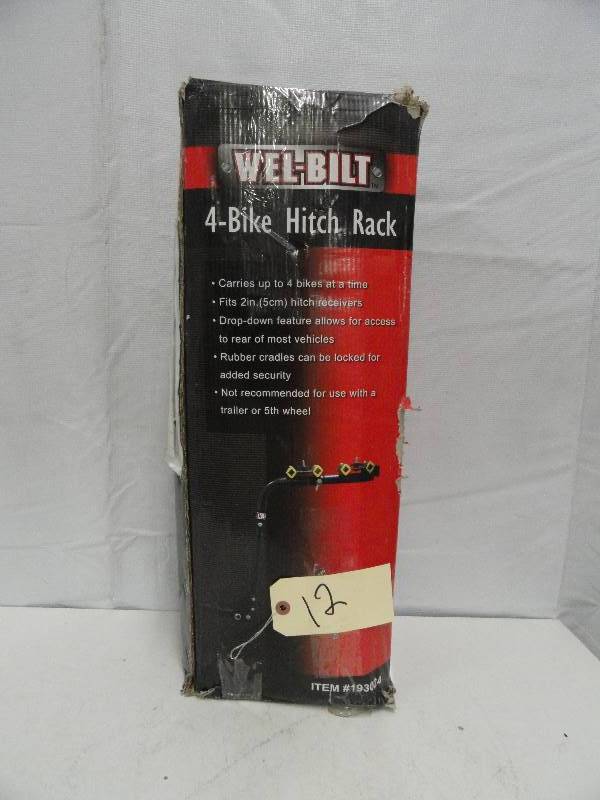 WEL-BILT
4-Bike Hitch Rack
• Carries up to 4 bikes at a time
• Fits 2in.(5cm) hitch receivers
• Drop-down feature allows for access
to rear of most vehicles
• Rubber cradles can be locked for
added security
• Not recommended for use with a
trailer or 5th wheel
12
ITEM #193074